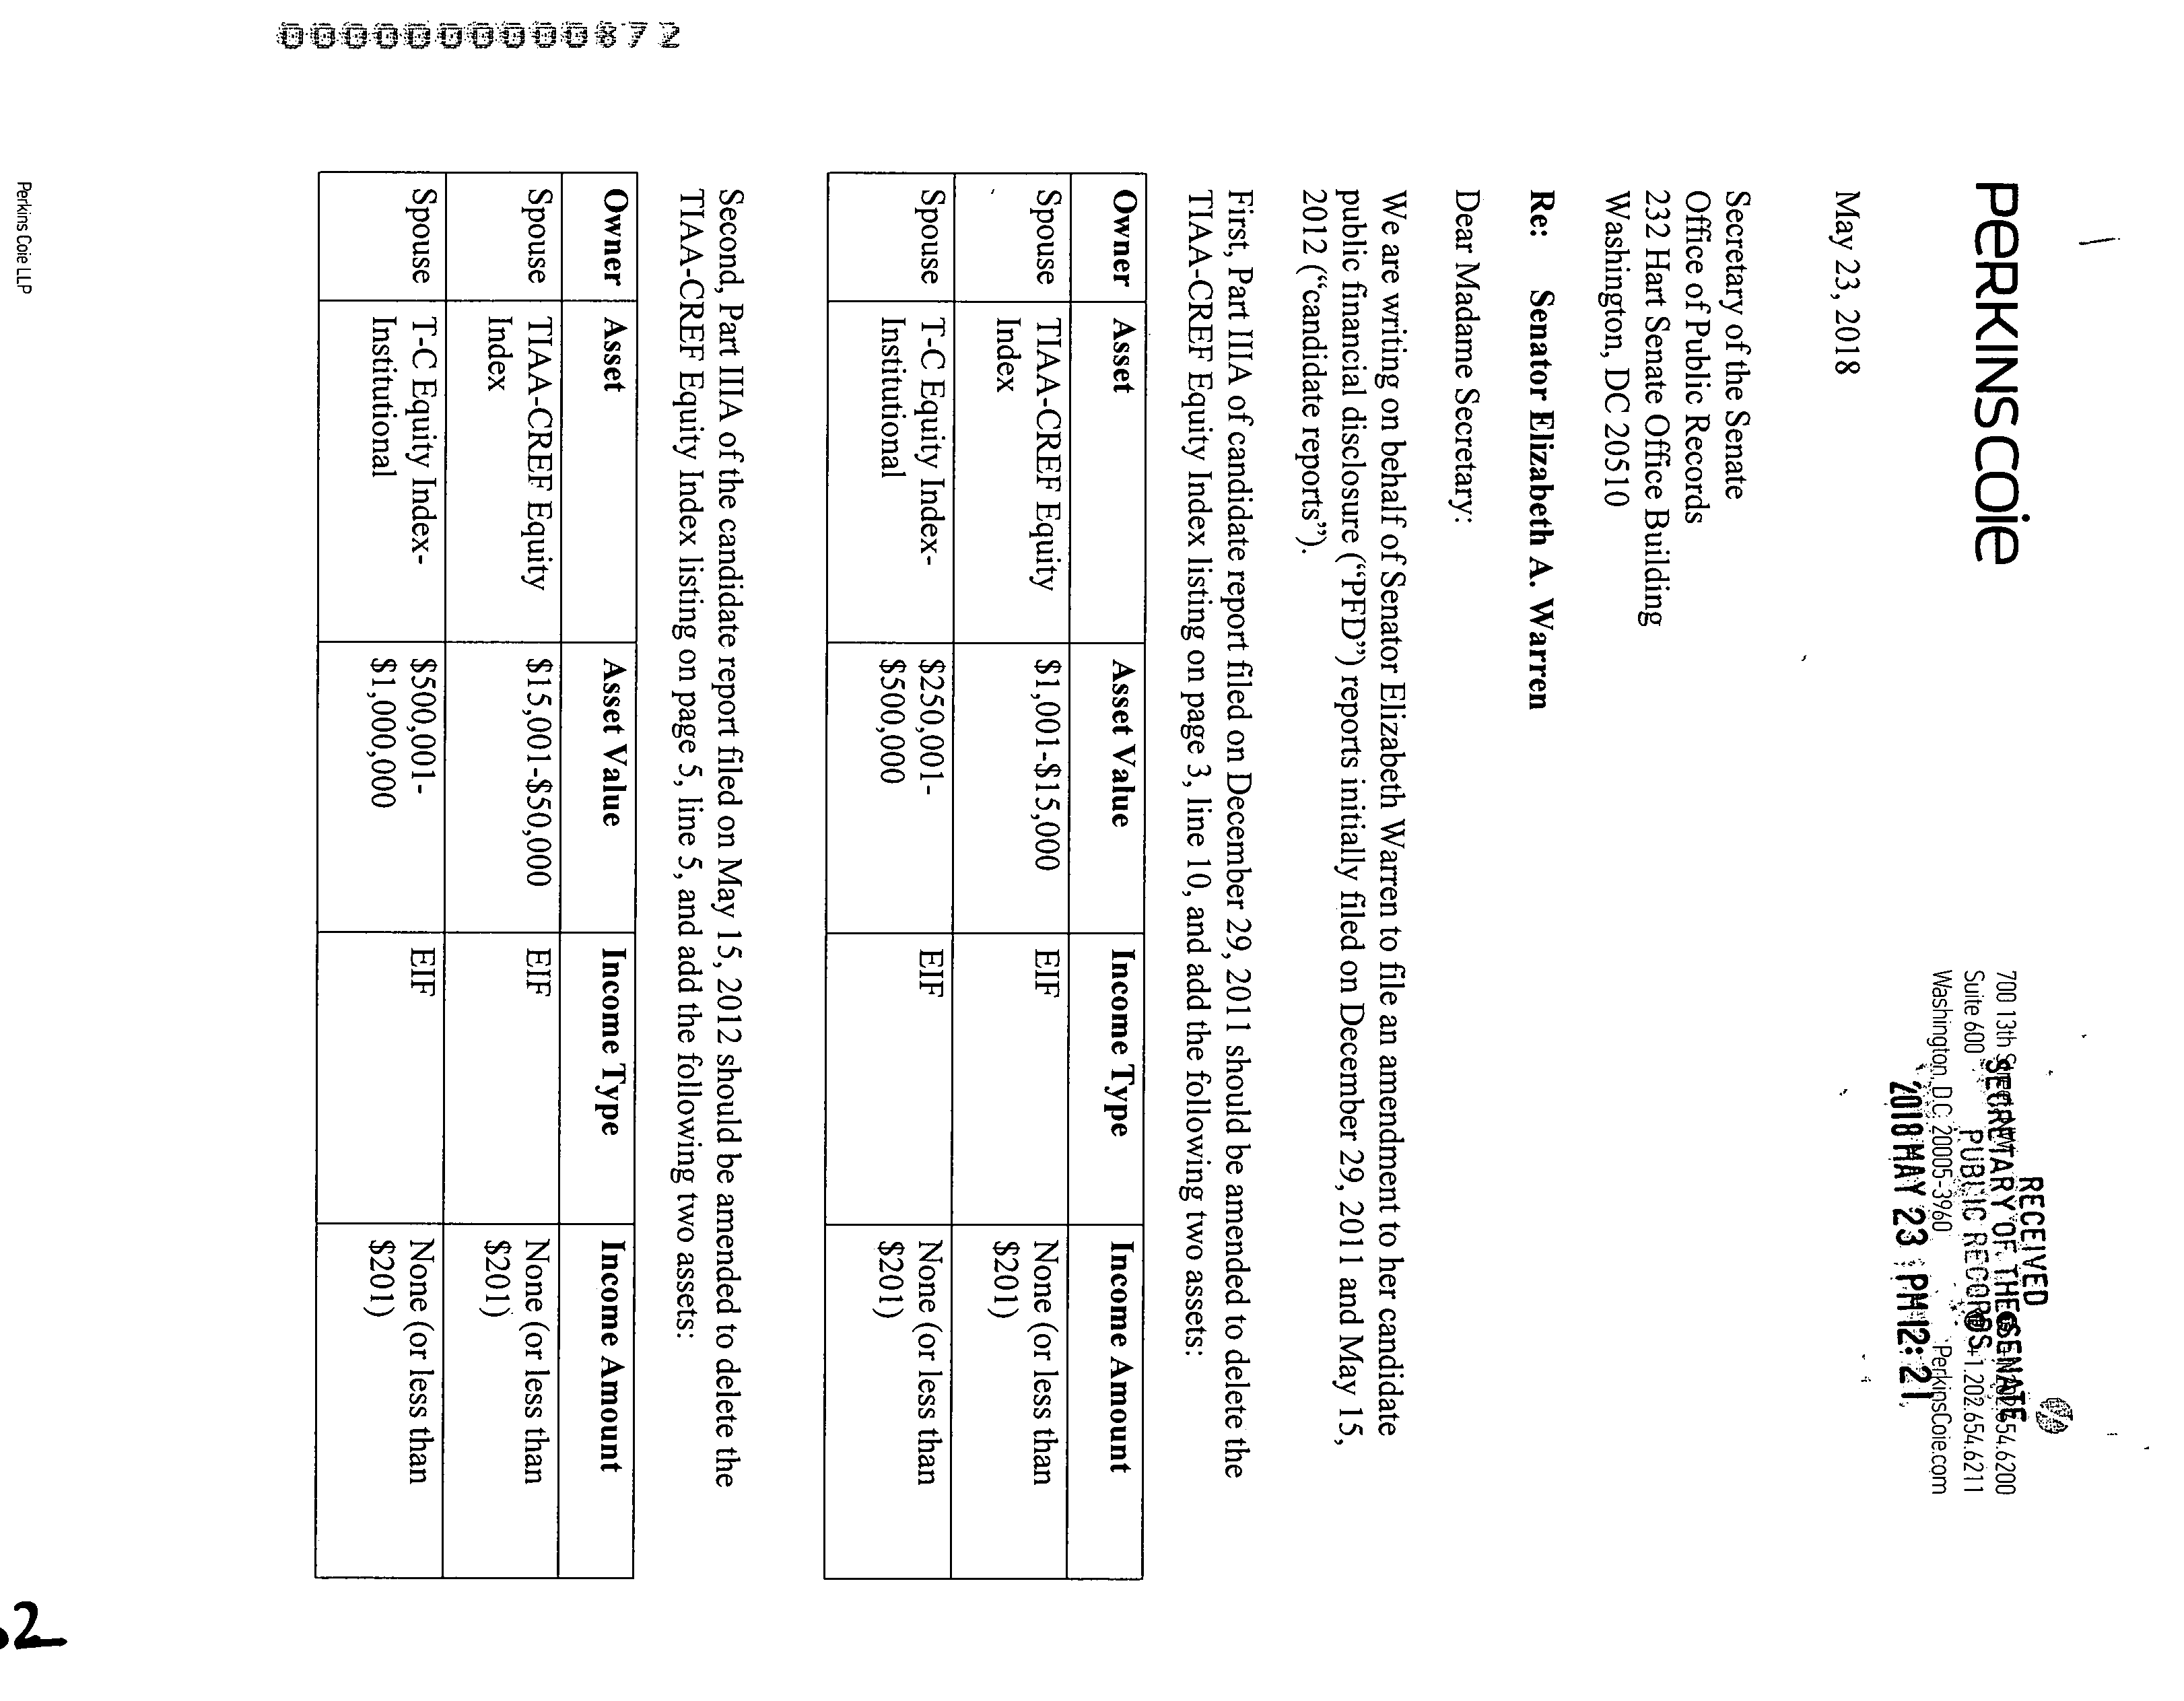 PERKINSCOIE
700 13th Street, NW
Suite 600
Washington, D.C. 20005-3960
+1.202.654.6200
+1.202.654.6211
PerkinsCoie.com
RECEIVED
SECRETARY OF THE SENATE
PUBLIC RECORDS
2018 MAY 23 PM 12:21
May 23, 2018
Secretary of the Senate
Office of Public Records
232 Hart Senate Office Building
Washington, DC 20510
Re: Senator Elizabeth A. Warren
Dear Madame Secretary:
We are writing on behalf of Senator Elizabeth Warren to file an amendment to her candidate
public financial disclosure (“PFD”) reports initially filed on December 29, 2011 and May 15,
2012 (“candidate reports”).
First, Part IIIA of candidate report filed on December 29, 2011 should be amended to delete the
TIAA-CREF Equity Index listing on page 3, line 10, and add the following two assets:
Owner Asset Asset Value Income Type Income Amount
Spouse TIAA-CREF Equity $1,001-$15,000 EIF None (or less than
Index $201)
Spouse T-C Equity Index- $250,001- EIF None (or less than
Institutional $500,000 $201)
Second, Part IIIA of the candidate report filed on May 15, 2012 should be amended to delete the
TIAA-CREF Equity Index listing on page 5, line 5, and add the following two assets:
Owner Asset Asset Value Income Type Income Amount
Spouse TIAA-CREF Equity $15,001-$50,000 EIF None (or less than
Index $201)
Spouse T-C Equity Index- $500,001- EIF None (or less than
Institutional $1,000,000 $201)
Perkins Coie LLP
2
000000000872